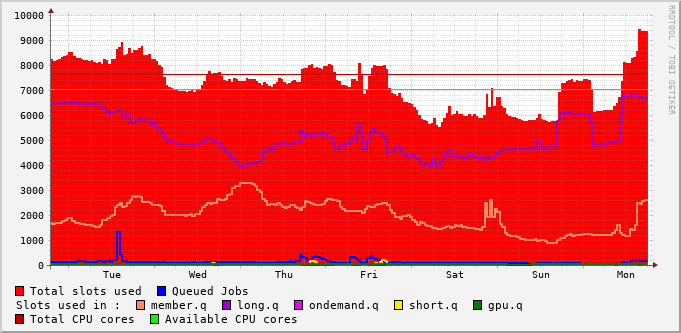 10000
9000
8000
7000
6000
5000
4000
3000
2000
1000
0
Tue Wed Thu Fri Sat Sun Mon
RRDTOOL / TOBI OETIKER
Total slots used Queued Jobs
Slots used in : member.q long.q ondemand.q short.q gpu.q
Total CPU cores Available CPU cores